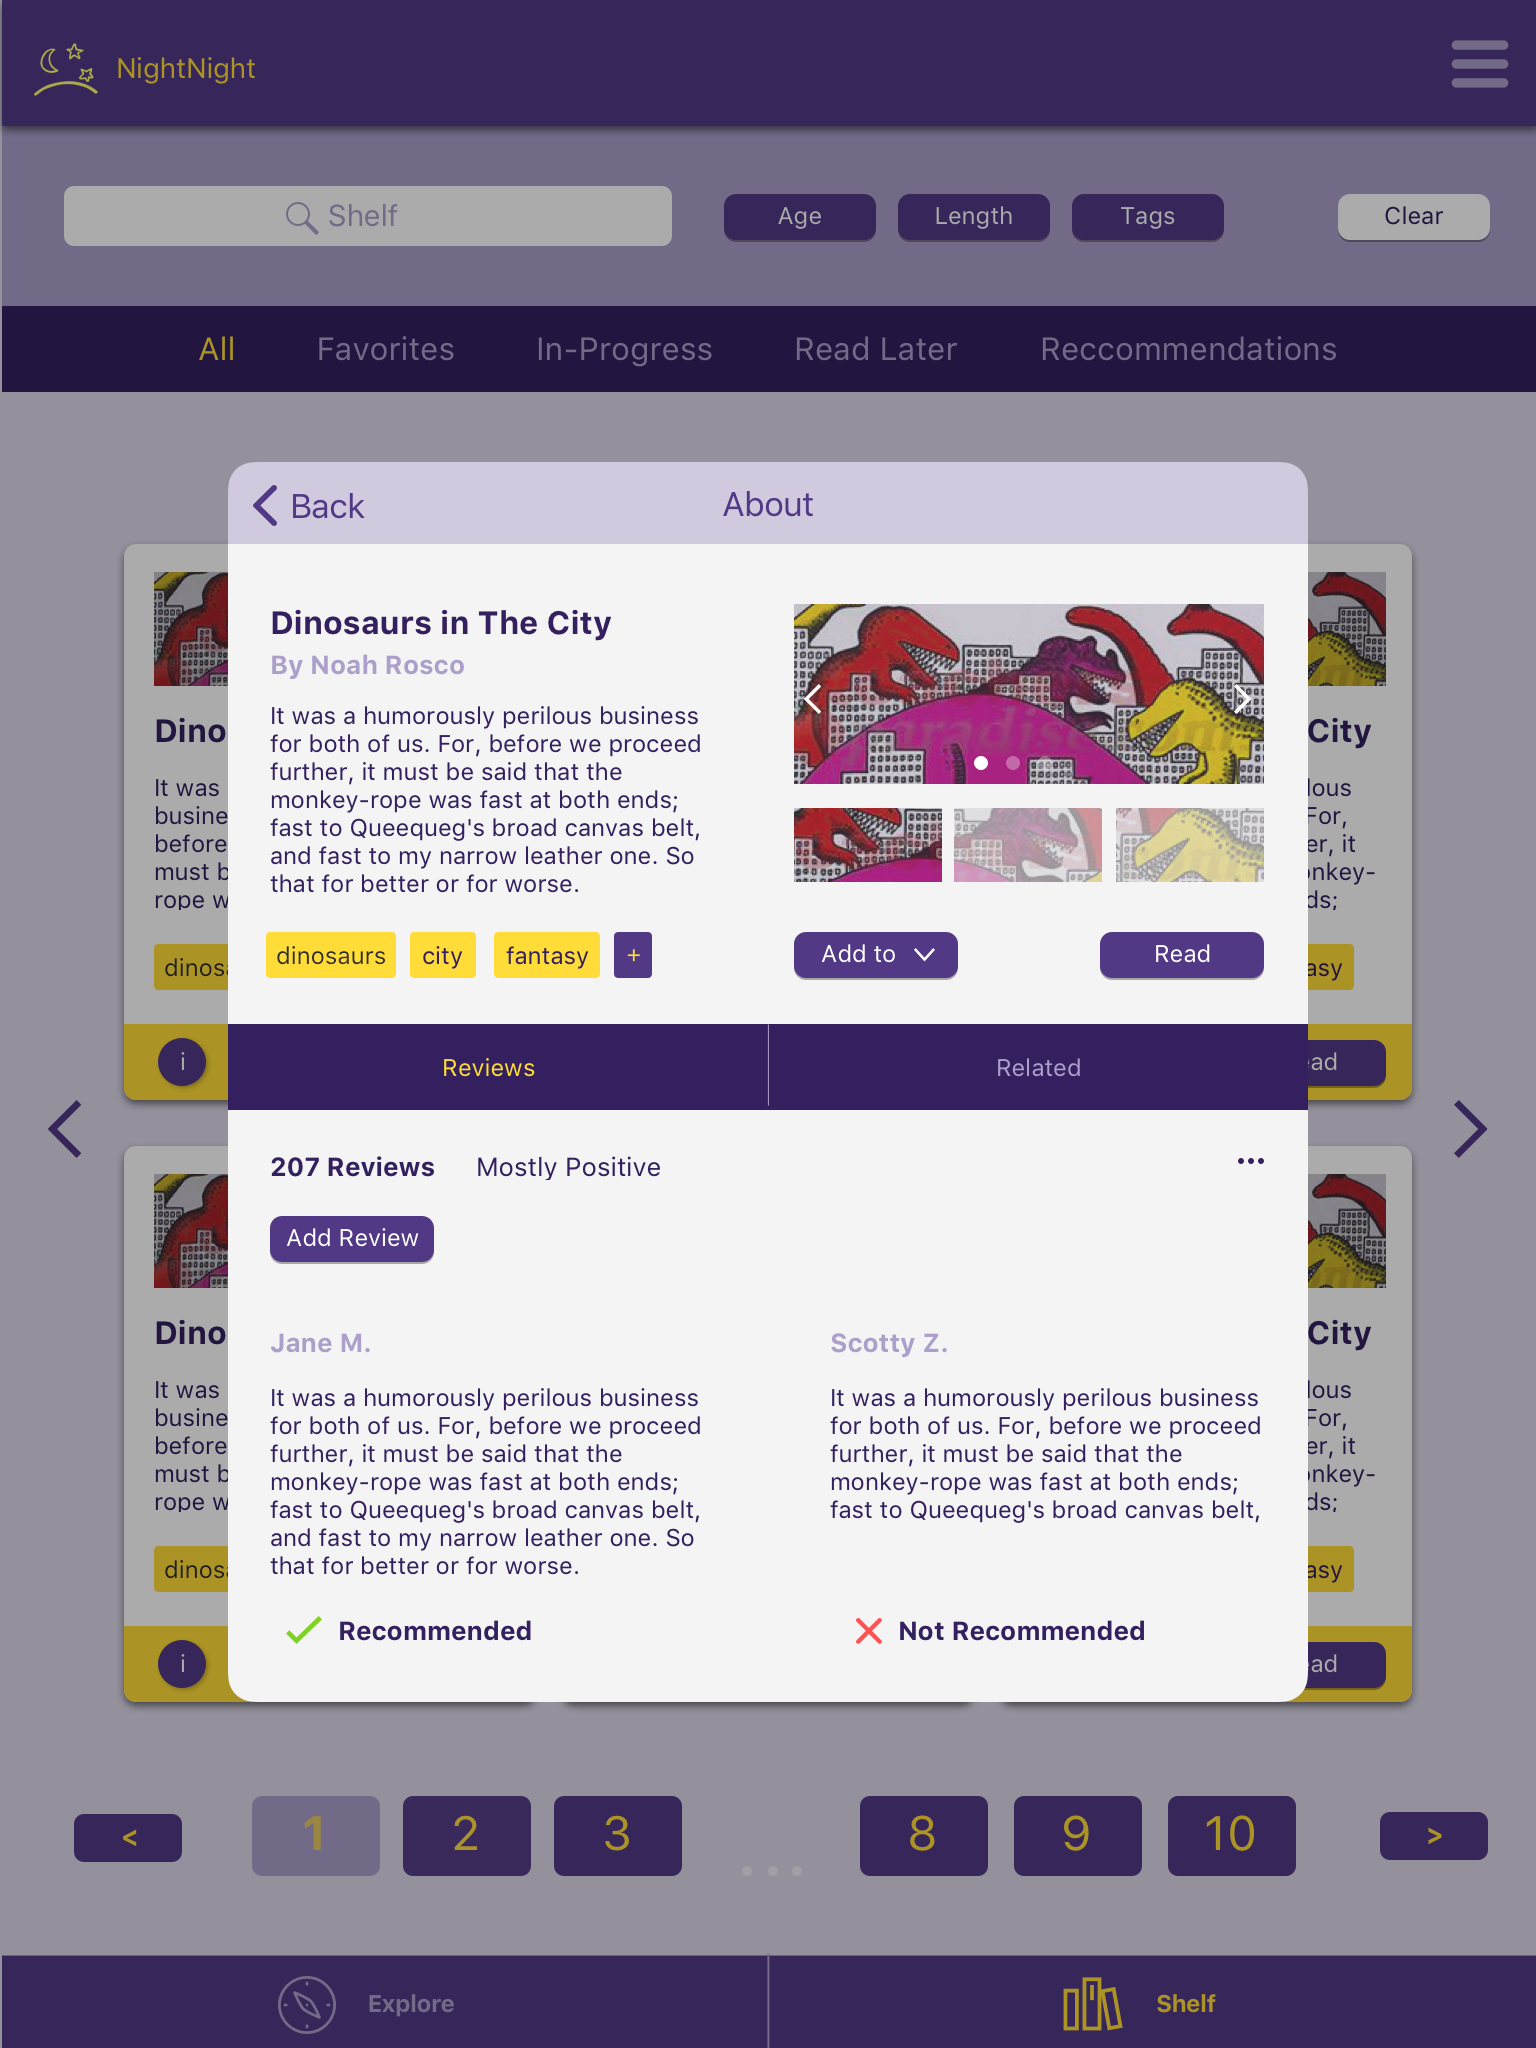 NightNight
Shelf
Age
Length
Tags
Clear
All
Favorites
In-Progress
Read Later
Reccommendations
Back
About
Dinosaurs in The City
By Noah Rosco
It was a humorously perilous business
for both of us. For, before we proceed
further, it must be said that the
monkey-rope was fast at both ends;
fast to Queequeg's broad canvas belt,
and fast to my narrow leather one. So
that for better or for worse.
dinosaurs
city
fantasy
+
Add to
Read
Reviews
Related
207 Reviews
Mostly Positive
Add Review
Jane M.
It was a humorously perilous business
for both of us. For, before we proceed
further, it must be said that the
monkey-rope was fast at both ends;
fast to Queequeg's broad canvas belt,
and fast to my narrow leather one. So
that for better or for worse.
Recommended
Scotty Z.
It was a humorously perilous business
for both of us. For, before we proceed
further, it must be said that the
monkey-rope was fast at both ends;
fast to Queequeg's broad canvas belt,
Not Recommended
Dino
It was
busine
before
must b
rope w
dinosa
i
City
lous
For,
er, it
onkey-
ds;
asy
ead
Dino
It was
busine
before
must b
rope w
dinosa
i
City
lous
For,
er, it
onkey-
ds;
asy
ead
<
1
2
3
...
8
9
10
>
Explore
Shelf